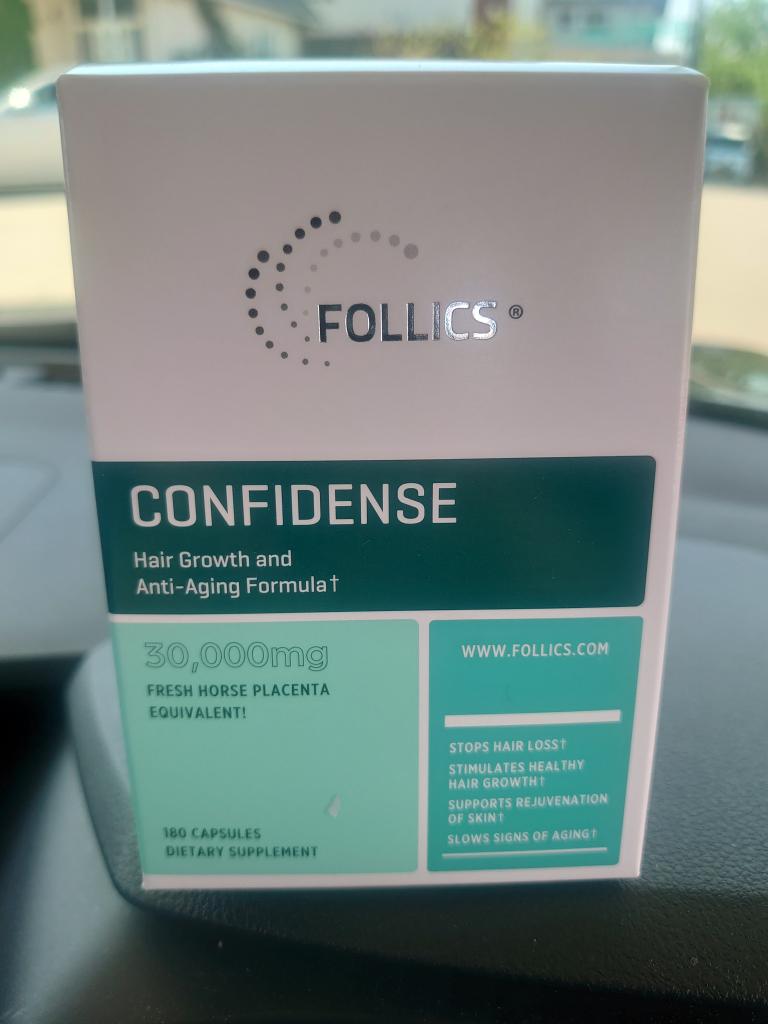 FOLLICS®
CONFIDENSE
Hair Growth and
Anti-Aging Formula†
30,000mg
FRESH HORSE PLACENTA
EQUIVALENT!
180 CAPSULES
DIETARY SUPPLEMENT
WWW.FOLLICS.COM
STOPS HAIR LOSS†
STIMULATES HEALTHY
HAIR GROWTH†
SUPPORTS REJUVENATION
OF SKIN†
SLOWS SIGNS OF AGING†